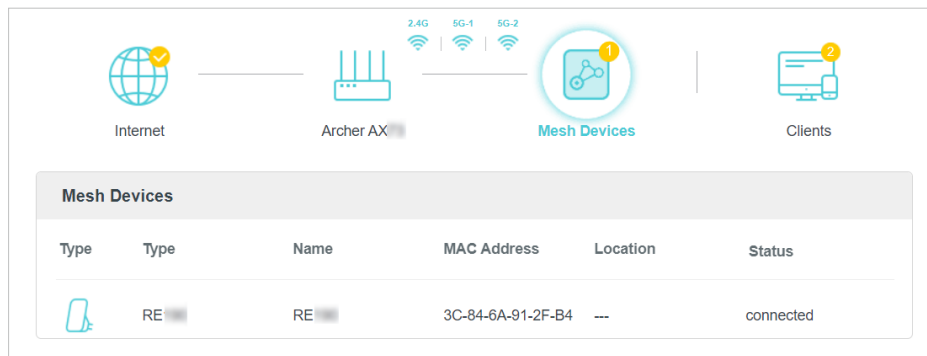 2.4G 5G-1 5G-2
1
2
Internet
Archer AX
Mesh Devices
Clients
Mesh Devices
Type Type Name MAC Address Location Status
RE RE 3C-84-6A-91-2F-B4 --- connected